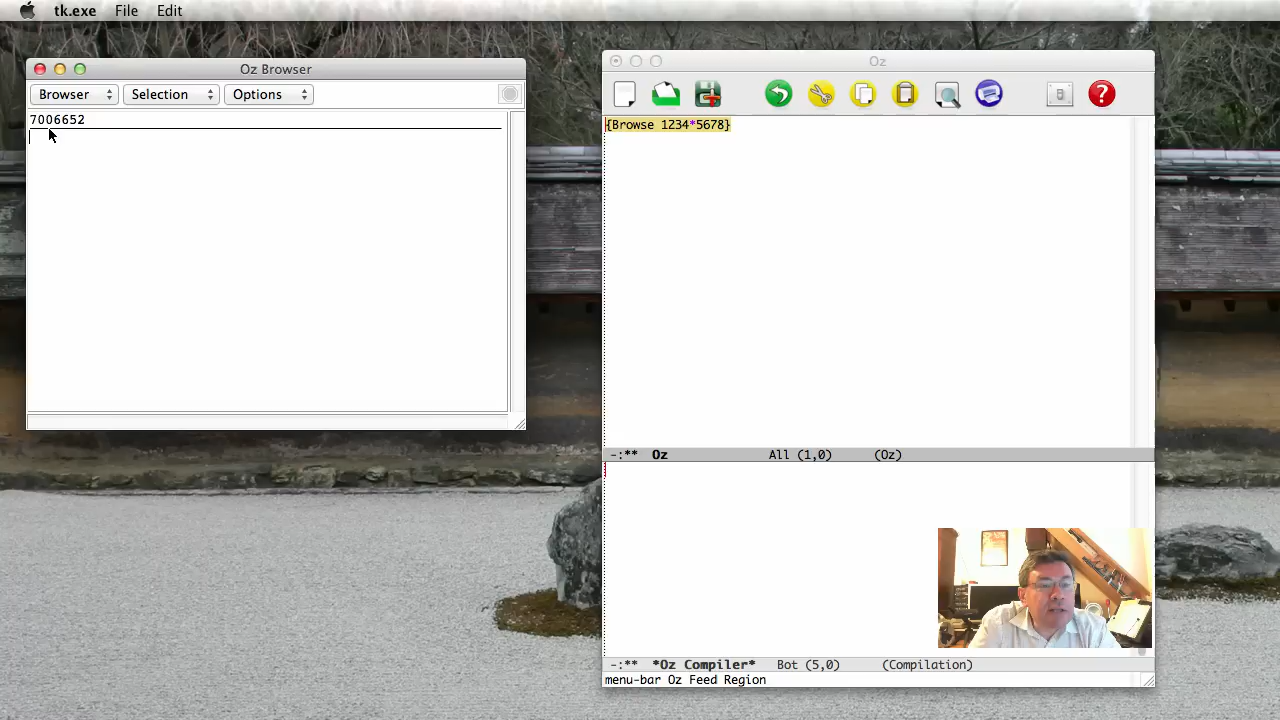 tk.exe File Edit
Oz Browser
Browser Selection Options
7006652
Oz
{Browse 1234*5678}
-:** Oz All (1,0) (Oz)
-:** *Oz Compiler* Bot (5,0) (Compilation)
menu-bar Oz Feed Region